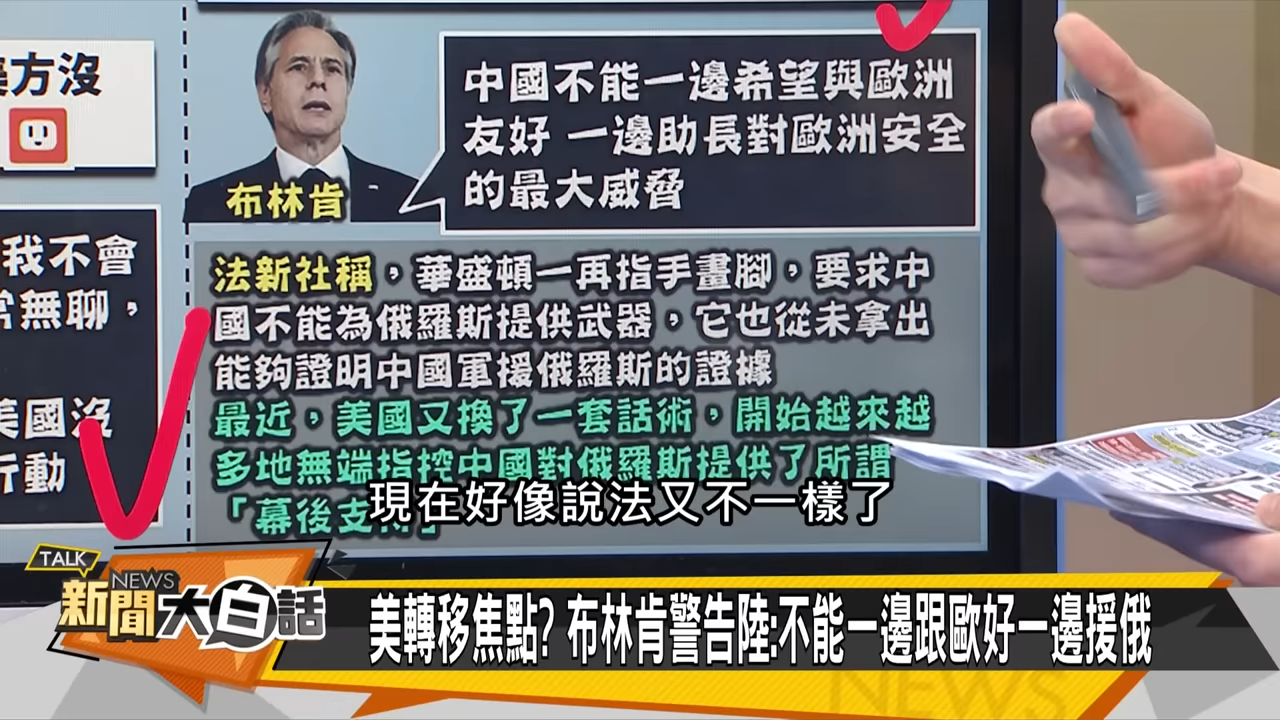 美方沒
我不會
常無聊，
美國沒
行動
中國不能一邊希望與歐洲
友好 一邊助長對歐洲安全
的最大威脅
布林肯
法新社稱，華盛頓一再指手畫腳，要求中
國不能為俄羅斯提供武器，它也從未拿出
能夠證明中國軍援俄羅斯的證據
最近，美國又換了一套話術，開始越來越
多地無端指控中國對俄羅斯提供了所謂
「幕後支持」
現在好像說法又不一樣了
TALK
NEWS
新聞大白話
美轉移焦點? 布林肯警告陸:不能一邊跟歐好一邊援俄
NEWS